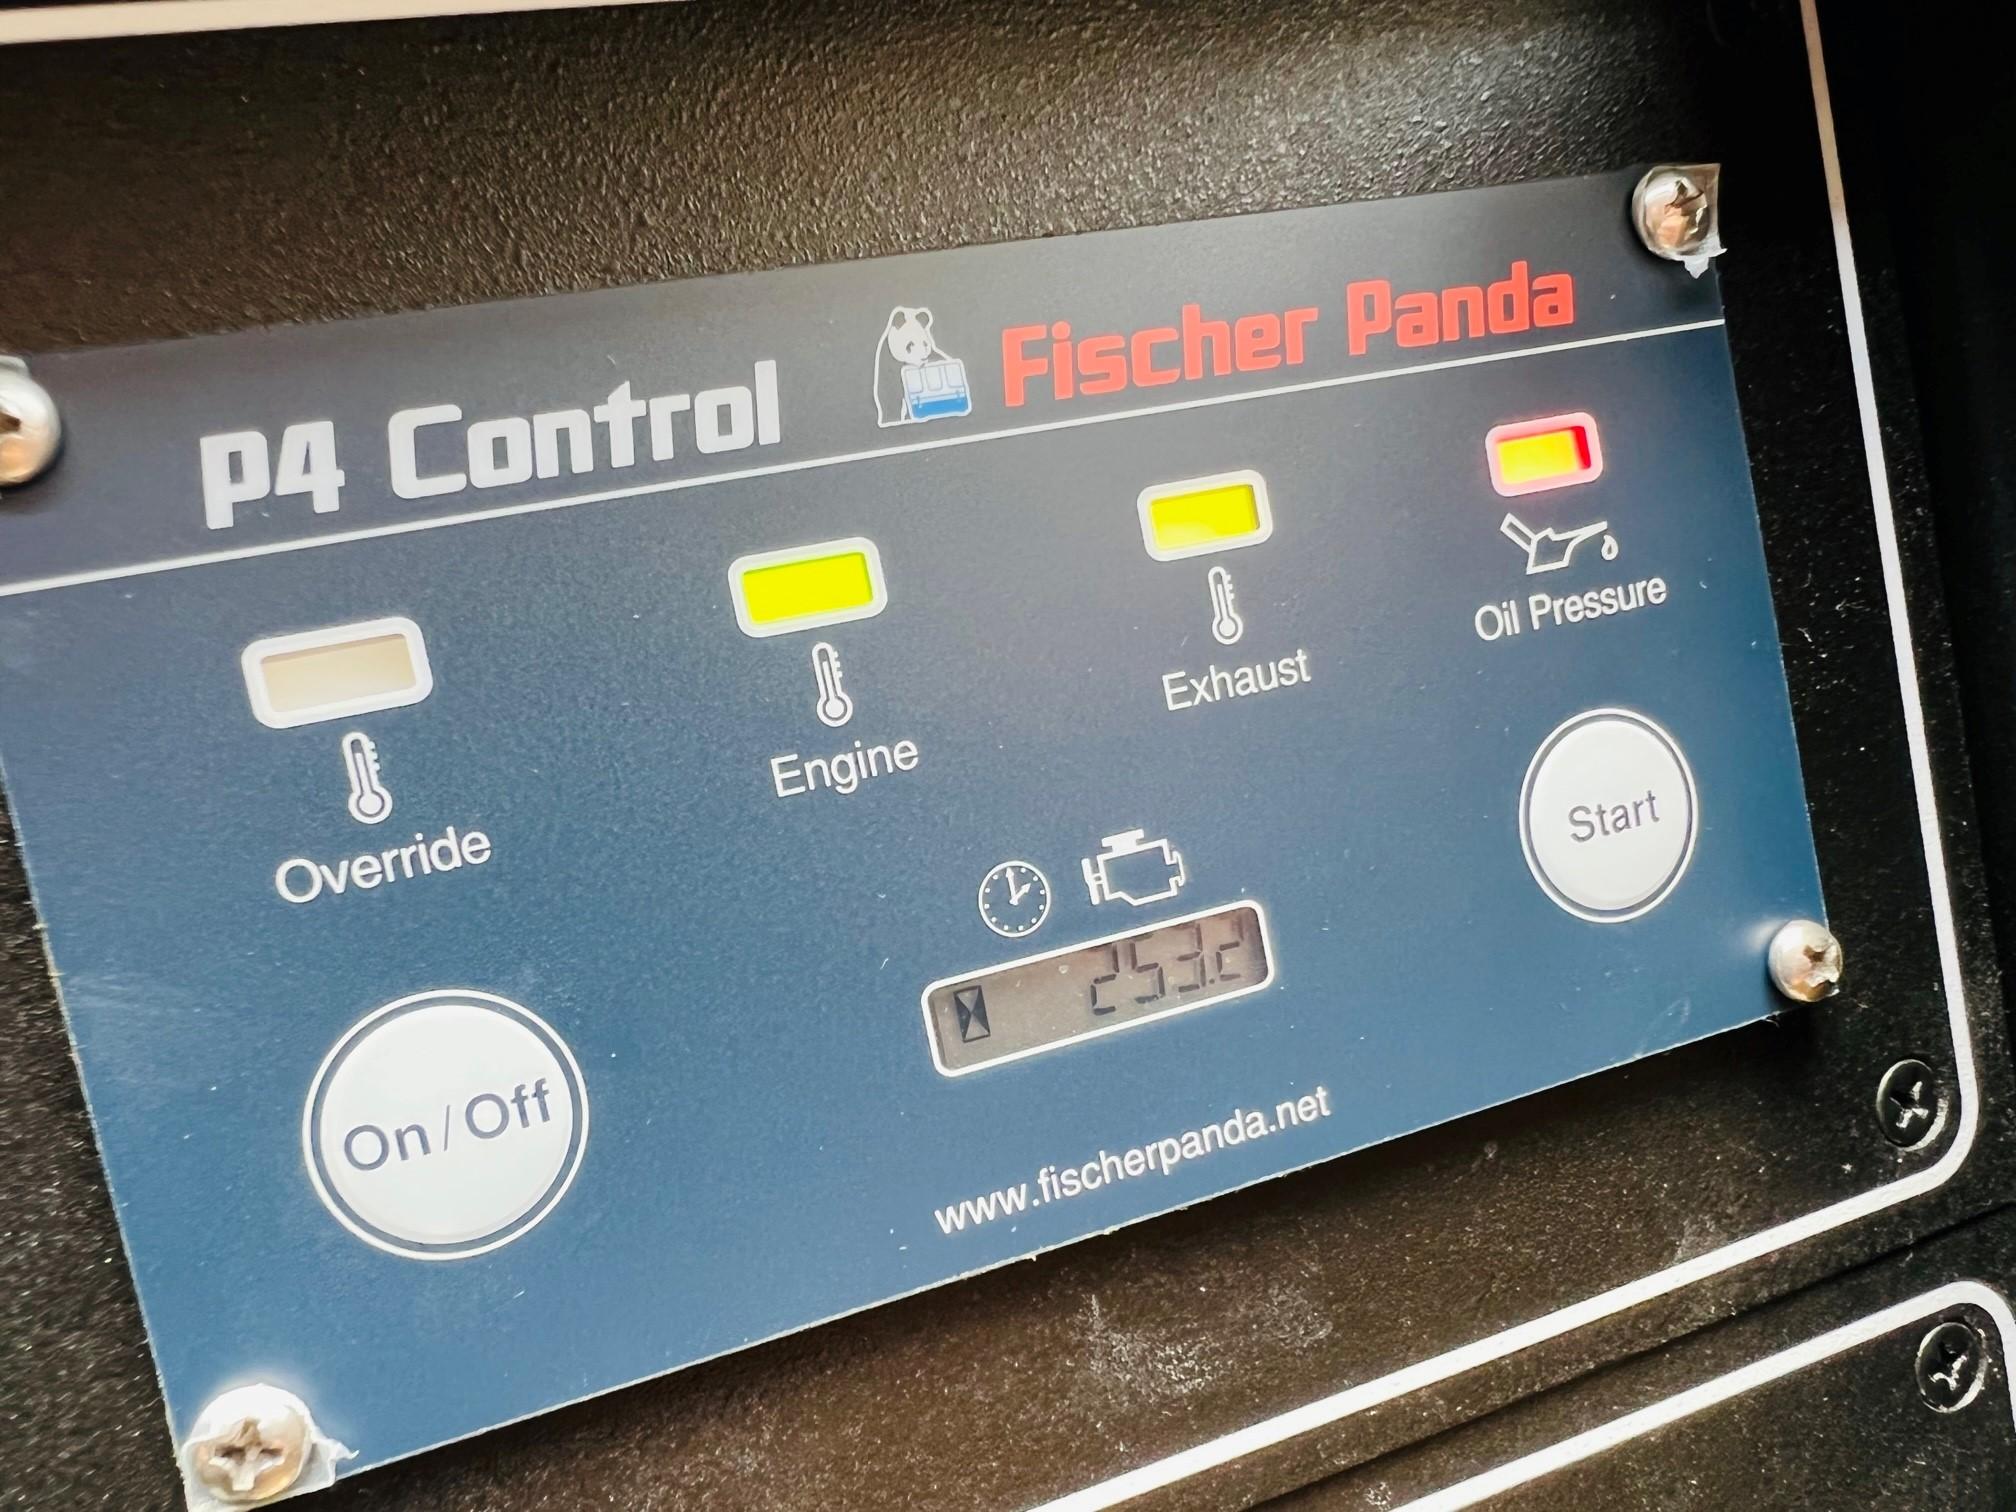 P4 Control
Fischer Panda
Override
Engine
Exhaust
Oil Pressure
On/Off
253.2
Start
www.fischerpanda.net